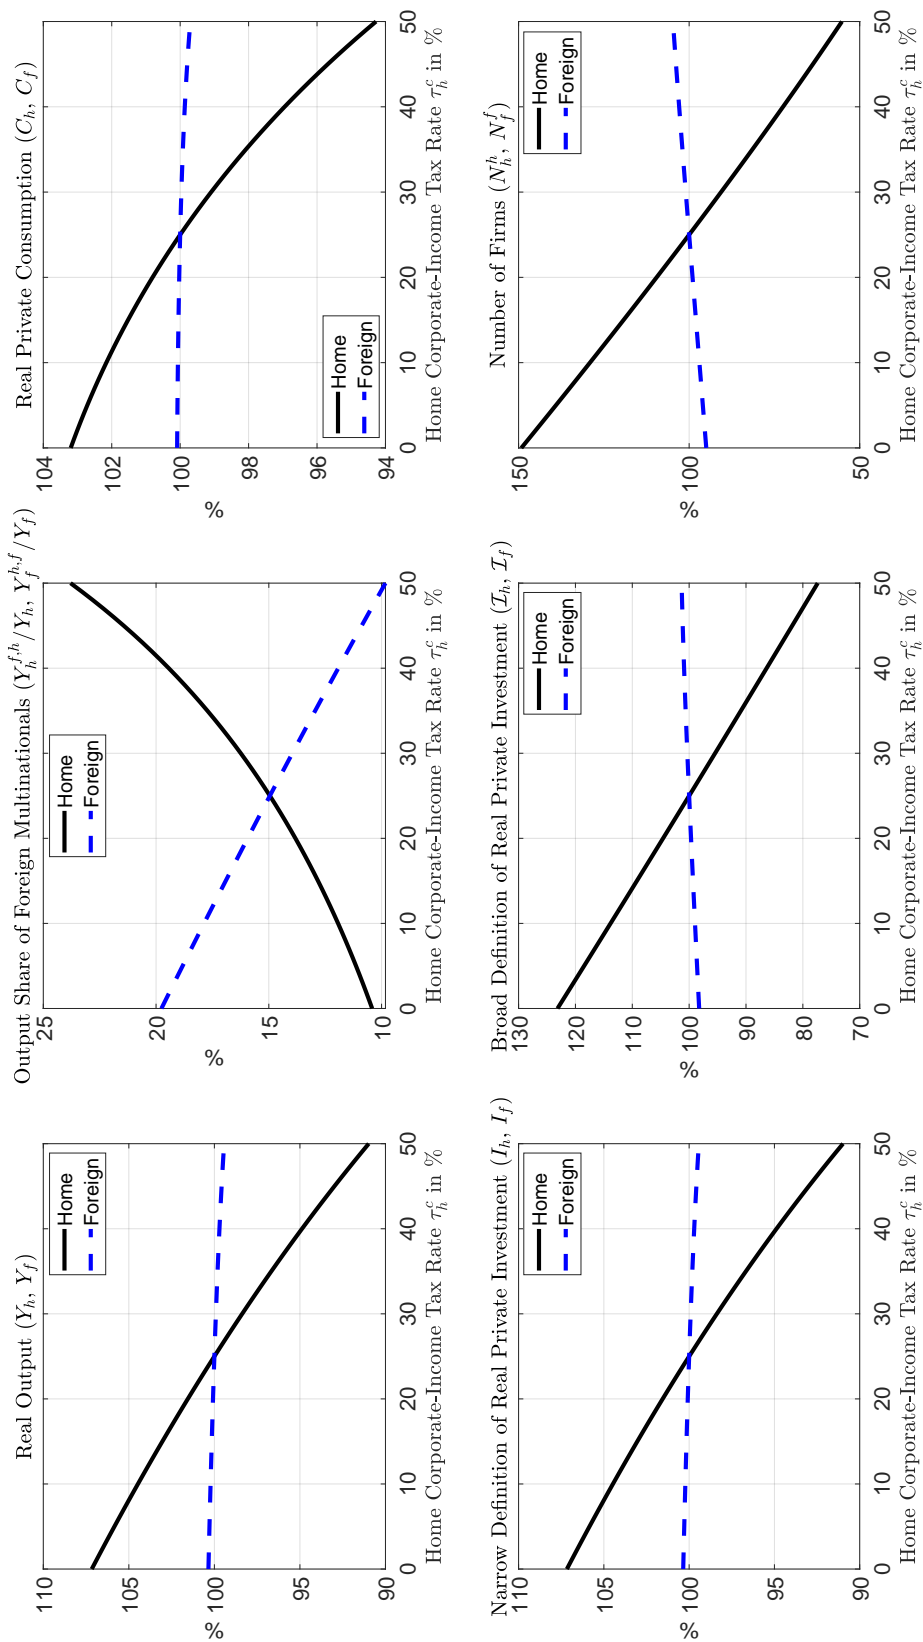 Real Output (Y_h, Y_f)
110
105
100
95
90
%
0 10 20 30 40 50
Home Corporate-Income Tax Rate τ_h^c in %
Home
Foreign
Output Share of Foreign Multinationals (Y_h^{f,h}/Y_h, Y_f^{h,f}/Y_f)
25
20
15
10
%
0 10 20 30 40 50
Home Corporate-Income Tax Rate τ_h^c in %
Home
Foreign
Real Private Consumption (C_h, C_f)
104
102
100
98
96
94
%
0 10 20 30 40 50
Home Corporate-Income Tax Rate τ_h^c in %
Home
Foreign
Narrow Definition of Real Private Investment (I_h, I_f)
110
105
100
95
90
%
0 10 20 30 40 50
Home Corporate-Income Tax Rate τ_h^c in %
Home
Foreign
Broad Definition of Real Private Investment (ℐ_h, ℐ_f)
130
120
110
100
90
80
70
%
0 10 20 30 40 50
Home Corporate-Income Tax Rate τ_h^c in %
Home
Foreign
Number of Firms (N_h^h, N_f^f)
150
100
50
%
0 10 20 30 40 50
Home Corporate-Income Tax Rate τ_h^c in %
Home
Foreign